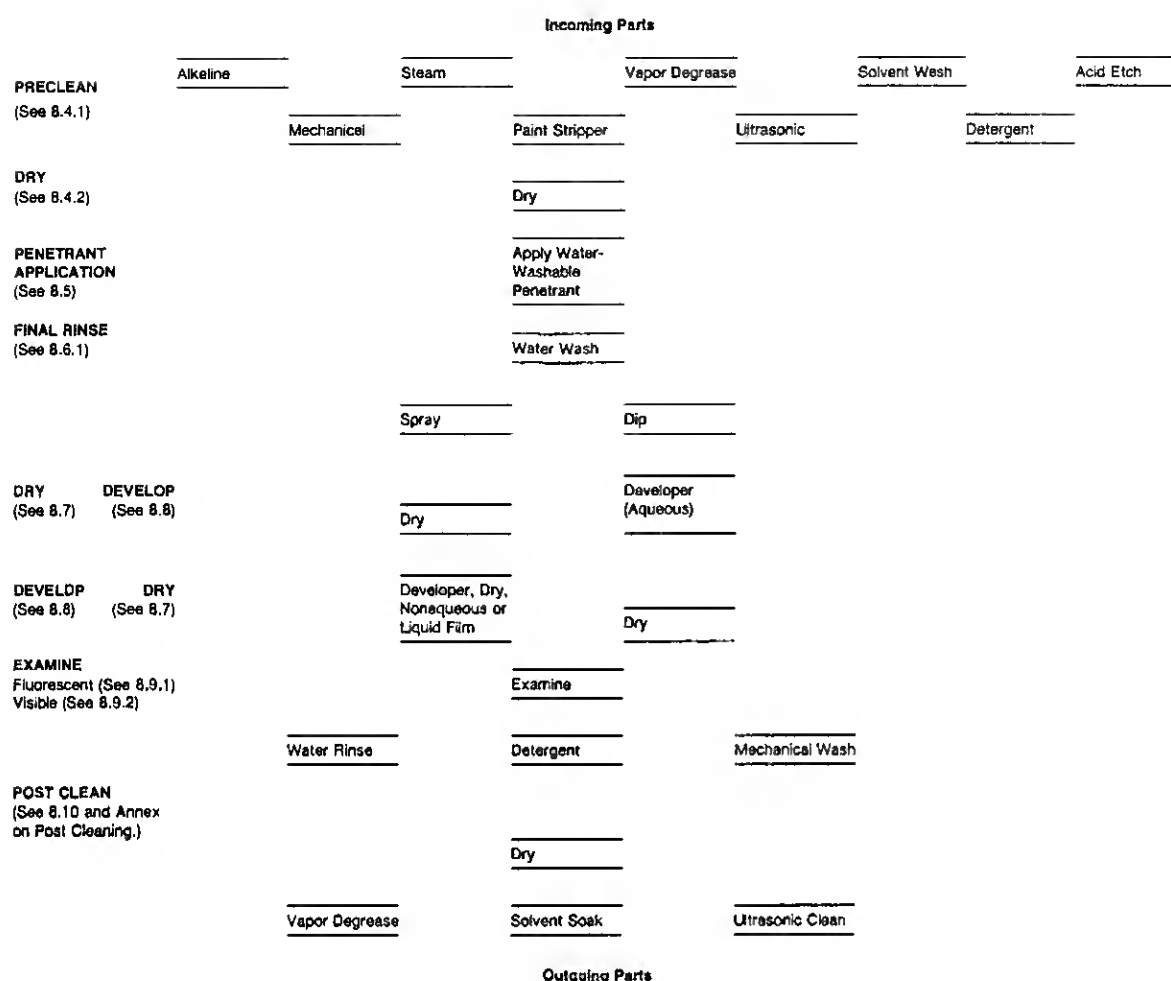 Incoming Parts
Alkeline Steam Vapor Degrease Solvent Wesh Acid Etch
PRECLEAN
(See 8.4.1)
Mechanicel Paint Stripper Ultrasonic Detergent
DRY
(See 8.4.2)
Dry
PENETRANT
APPLICATION
(See 8.5)
Apply Water-
Washable
Penetrant
FINAL RINSE
(See 8.6.1)
Water Wash
Spray Dip
DRY DEVELOP
(See 8.7) (See 8.8)
Dry
Daveloper
(Aqueous)
DEVELOP DRY
(See 8.8) (See 8.7)
Developer, Dry,
Nonaqueous or
Liquid Film
Dry
EXAMINE
Fluorescent (See 8.9.1)
Visible (See 8.9.2)
Examine
Water Rinse Detergent Mechanical Wash
POST CLEAN
(See 8.10 and Annex
on Post Cleaning.)
Dry
Vapor Degrease Solvent Soak Ultrasonic Clean
Outgoing Parts